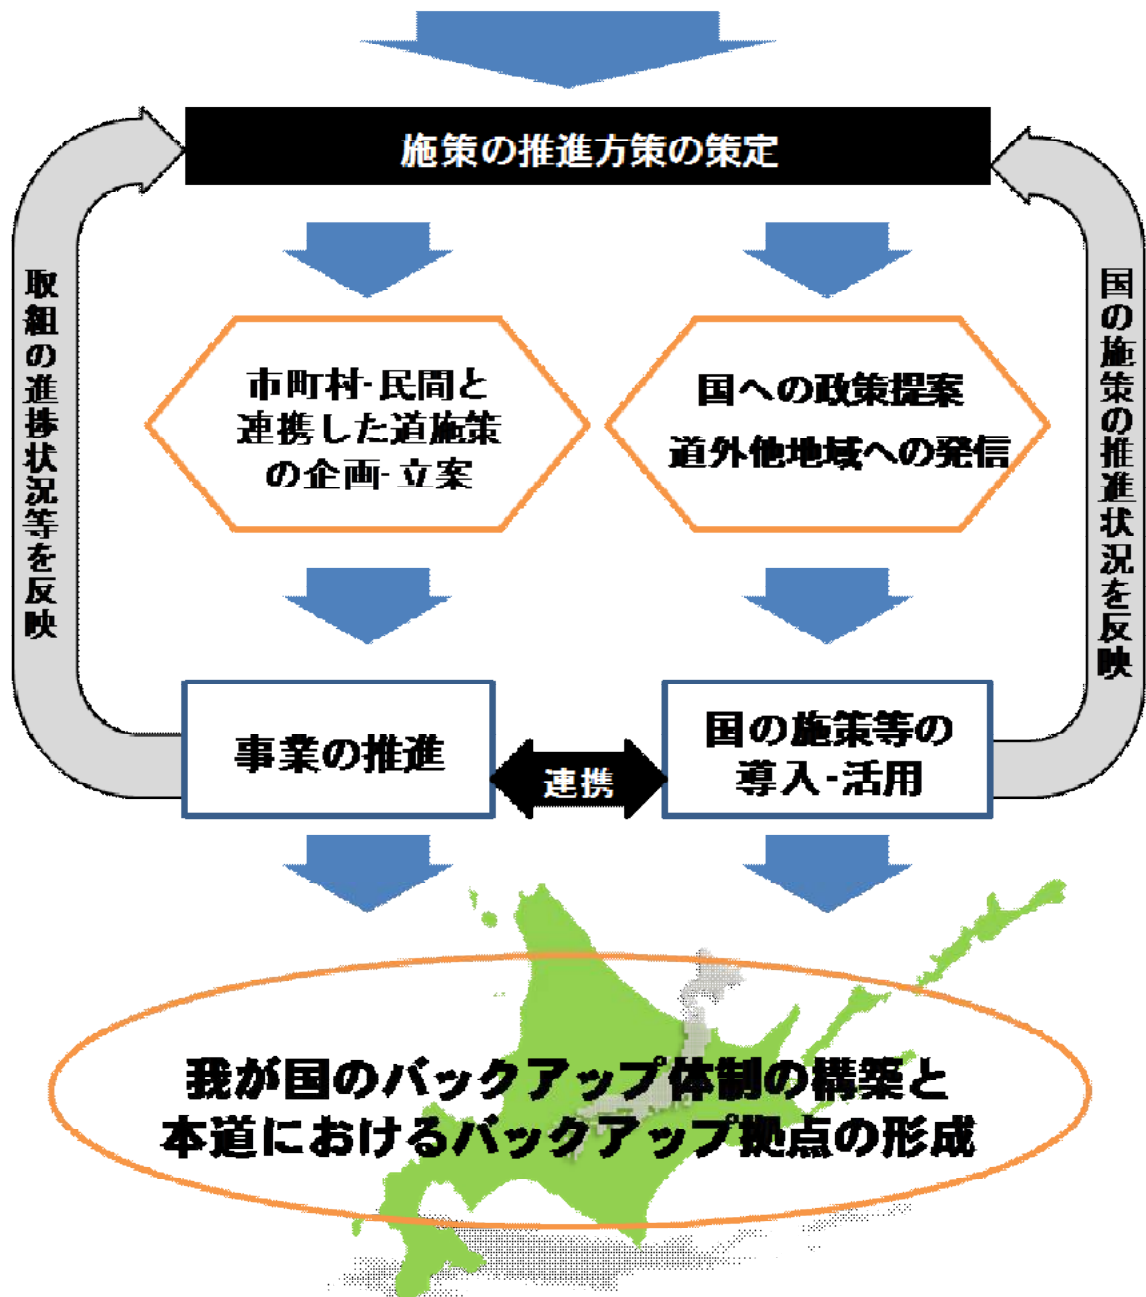 施策の推進方策の策定
取組の進捗状況等を反映
国の施策の推進状況を反映
市町村-民間と
連携した道施策
の企画-立案
国への政策提案
道外他地域への発信
事業の推進
連携
国の施策等の
導入-活用
我が国のバックアップ体制の構築と
本道におけるバックアップ拠点の形成